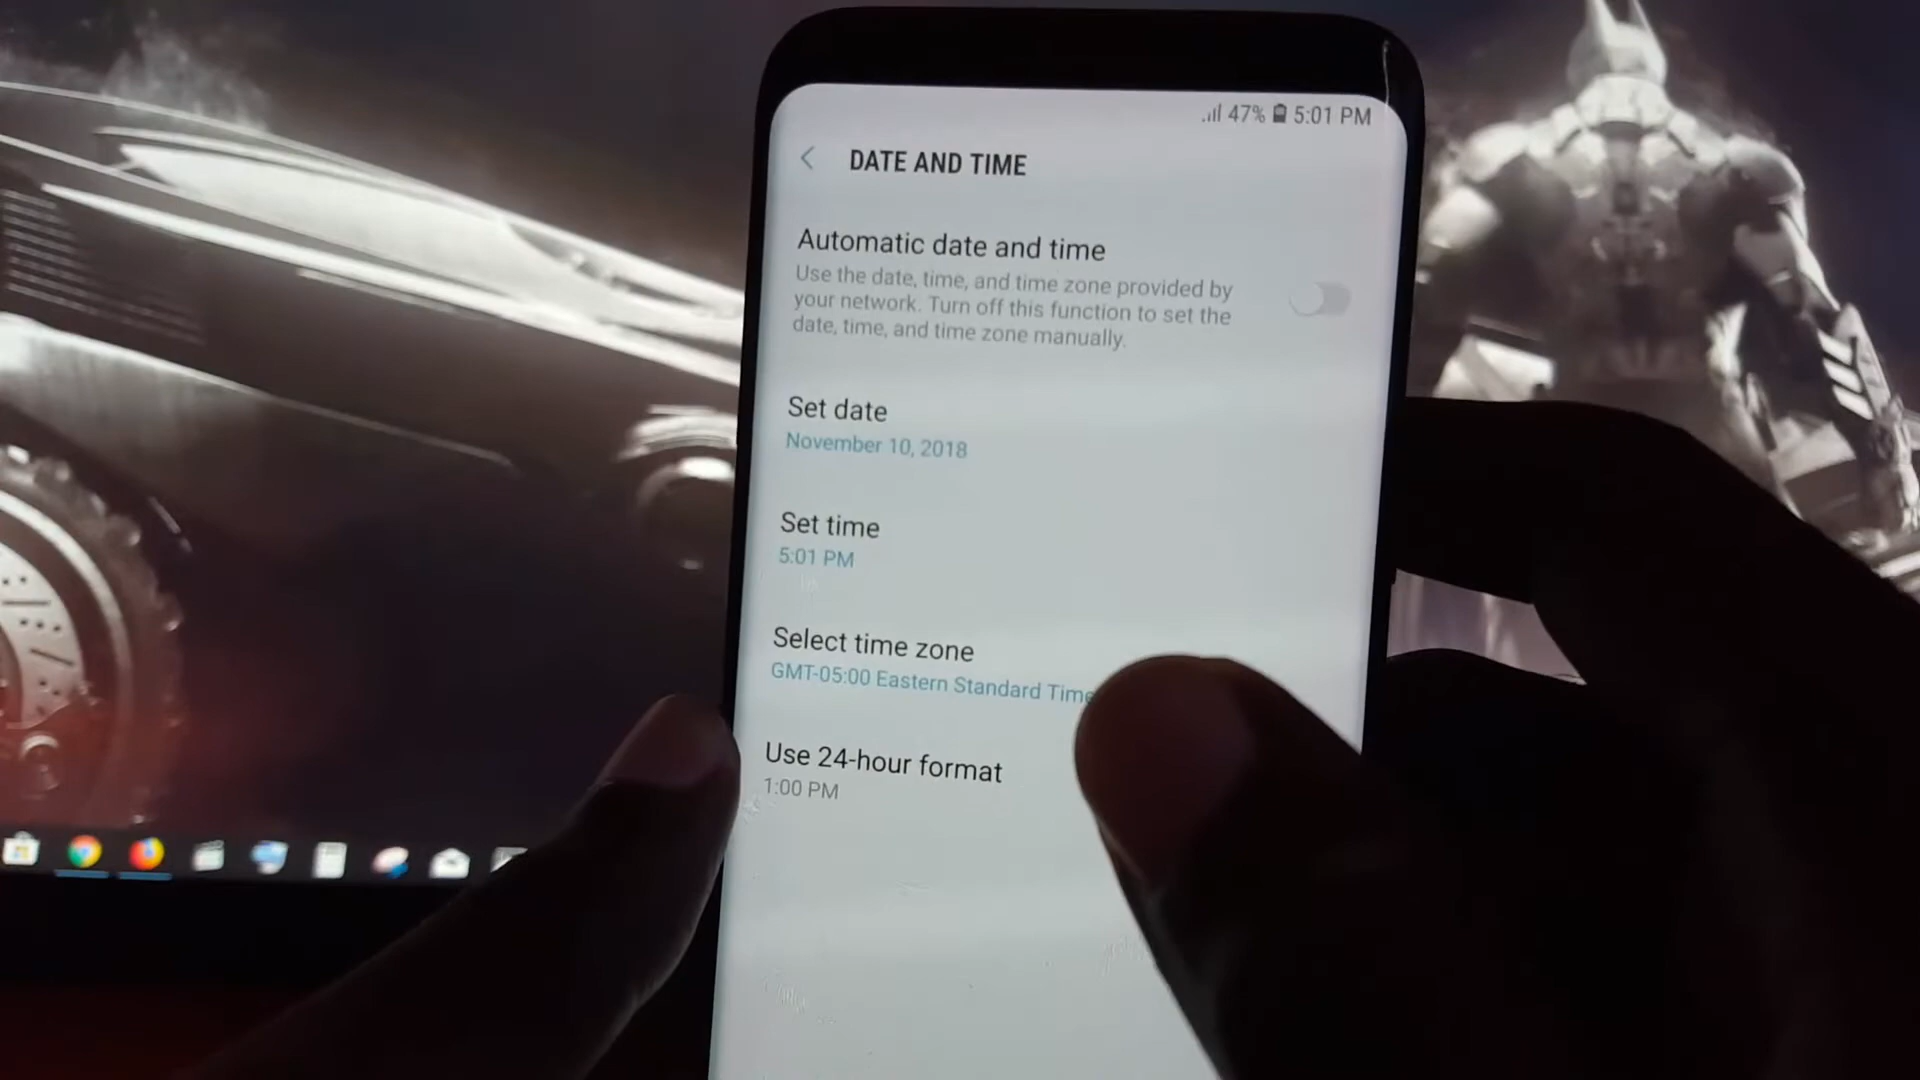 47% 5:01 PM
DATE AND TIME
Automatic date and time
Use the date, time, and time zone provided by
your network. Turn off this function to set the
date, time, and time zone manually.
Set date
November 10, 2018
Set time
5:01 PM
Select time zone
GMT-05:00 Eastern Standard Time
Use 24-hour format
1:00 PM